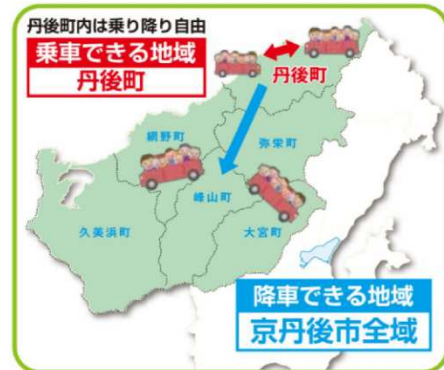 丹後町内は乗り降り自由
乗車できる地域
丹後町
丹後町
網野町
弥栄町
峰山町
久美浜町
大宮町
降車できる地域
京丹後市全域